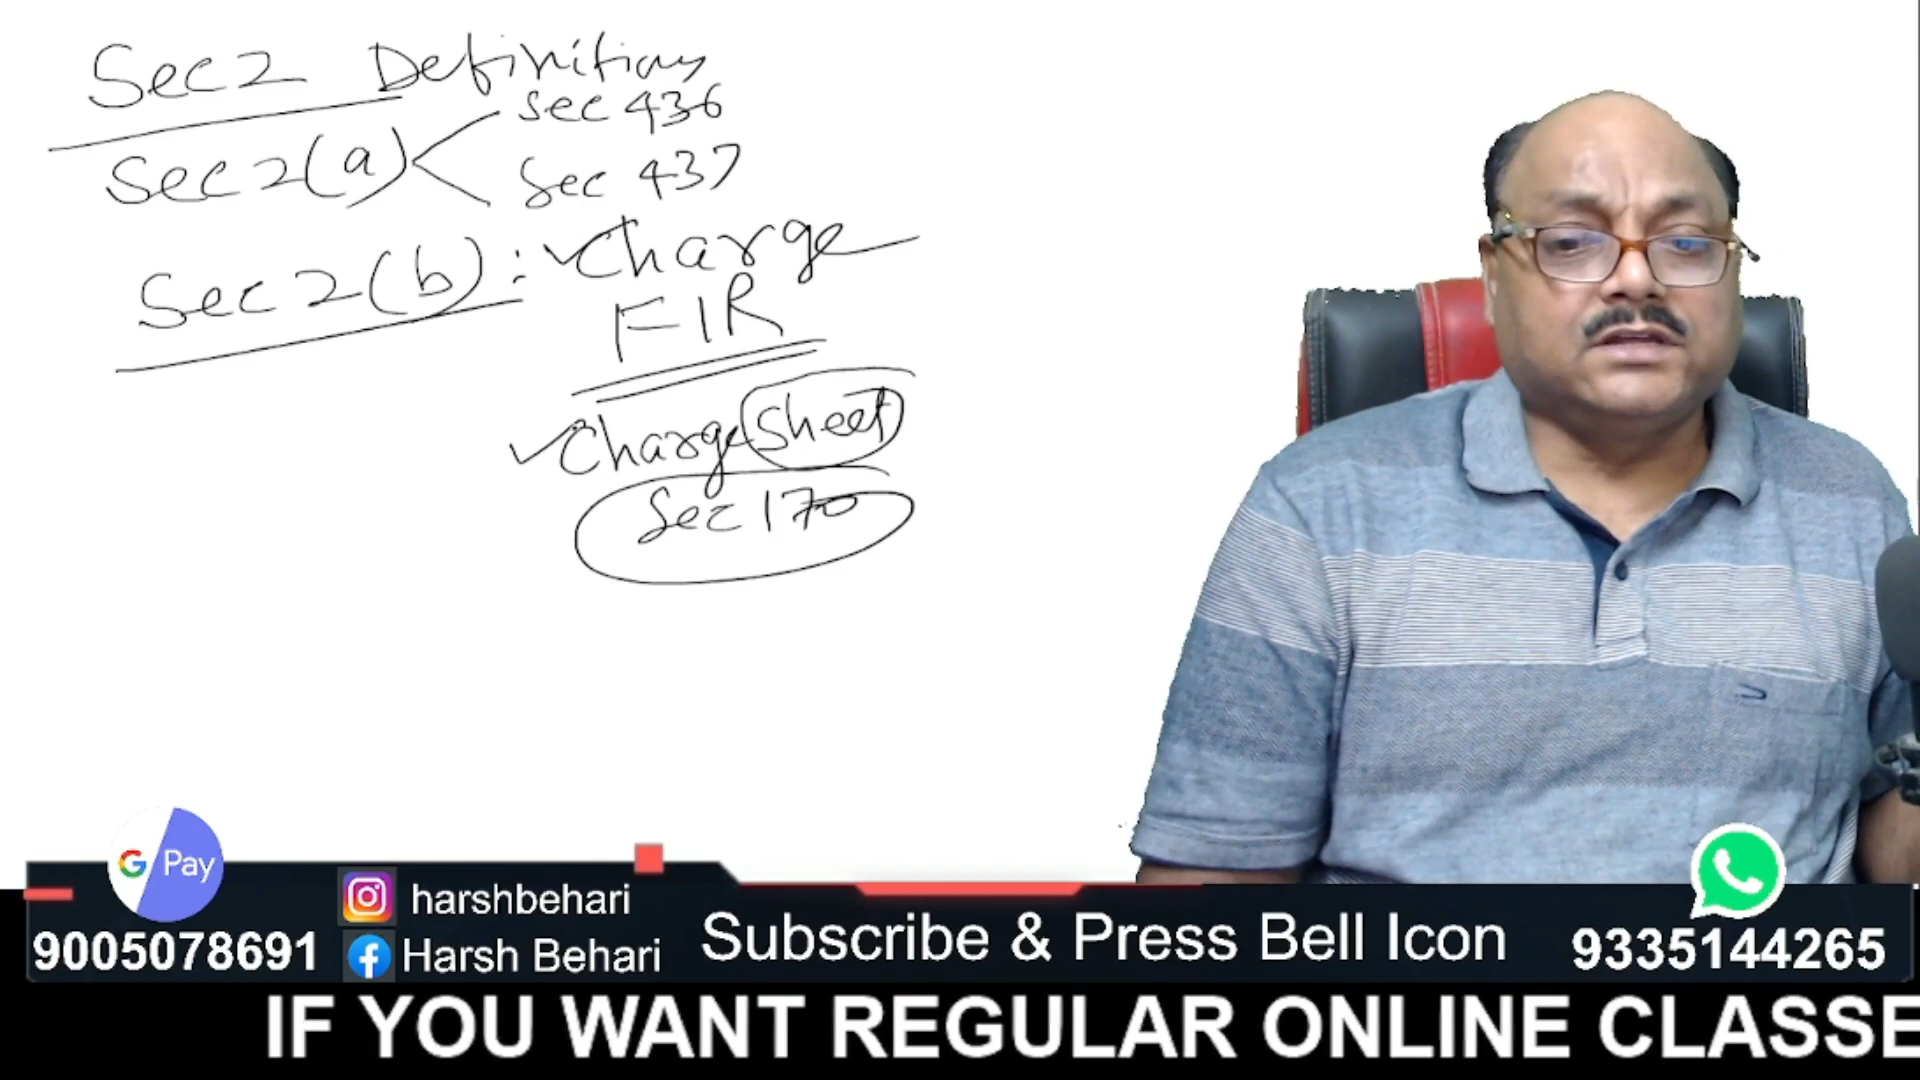 Sec 2 Definitions
Sec 2(a) Sec 436
Sec 437
Sec 2(b) : Charge
FIR
Charge Sheet
Sec 170
G Pay
9005078691
harshbehari
Harsh Behari
Subscribe & Press Bell Icon
9335144265
IF YOU WANT REGULAR ONLINE CLASSE